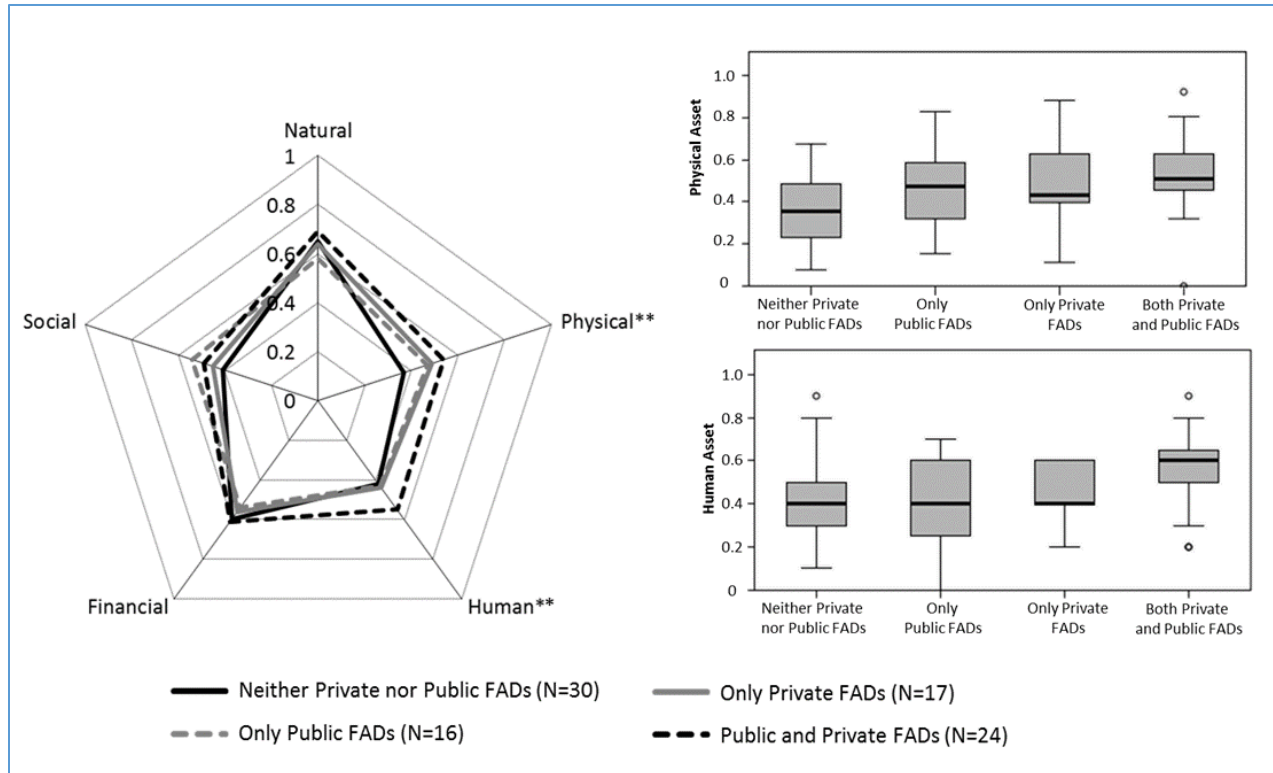 Natural
1
0.8
0.6
0.4
0.2
0
Social
Physical**
Financial
Human**
Physical Asset
1.0
0.8
0.6
0.4
0.2
0
Neither Private
nor Public FADs
Only
Public FADs
Only Private
FADs
Both Private
and Public FADs
Human Asset
1.0
0.8
0.6
0.4
0.2
0
Neither Private
nor Public FADs
Only
Public FADs
Only Private
FADs
Both Private
and Public FADs
Neither Private nor Public FADs (N=30)
Only Private FADs (N=17)
Only Public FADs (N=16)
Public and Private FADs (N=24)